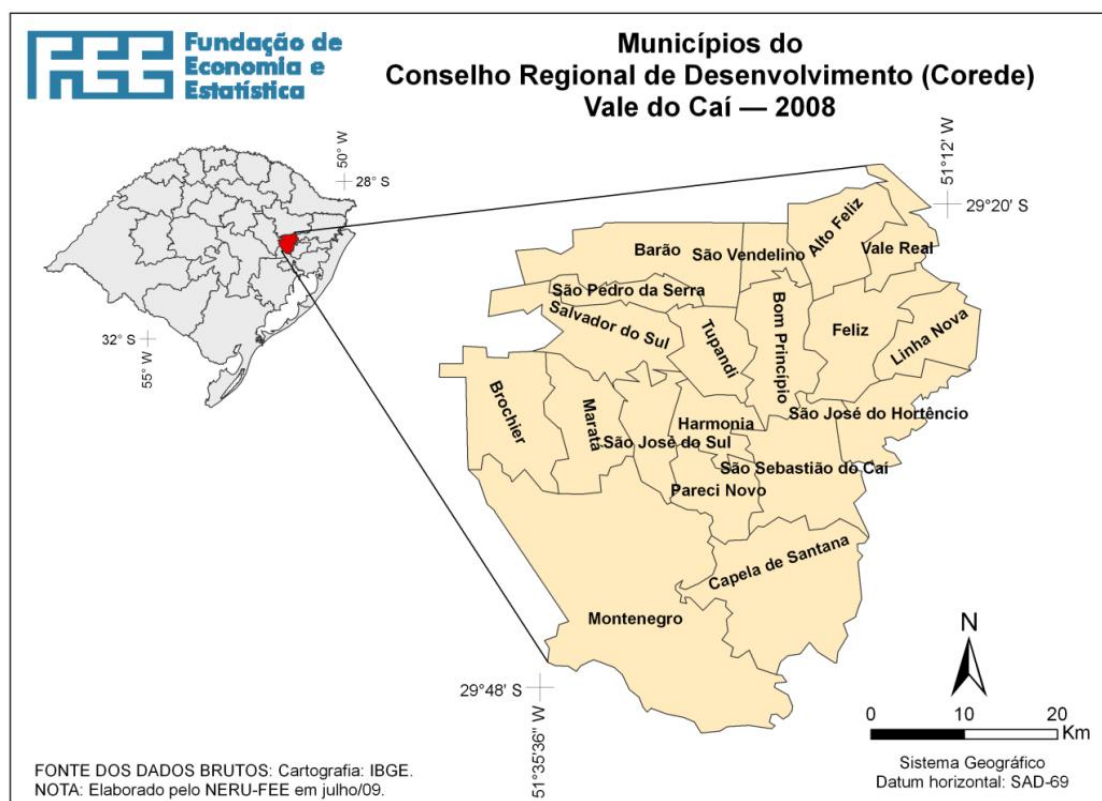 FEE
Fundação de
Economia e
Estatística
Municípios do
Conselho Regional de Desenvolvimento (Corede)
Vale do Caí — 2008
50° W
28° S
32° S
55° W
51°12' W
29°20' S
Alto Feliz
Barão
São Vendelino
Vale Real
São Pedro da Serra
Salvador do Sul
Tupandi
Bom Princípio
Feliz
Linha Nova
Brochier
Maratá
São José do Sul
Harmonia
São José do Hortêncio
São Sebastião do Caí
Pareci Novo
Capela de Santana
Montenegro
29°48' S
51°35'36" W
N
0 10 20
Km
Sistema Geográfico
Datum horizontal: SAD-69
FONTE DOS DADOS BRUTOS: Cartografia: IBGE.
NOTA: Elaborado pelo NERU-FEE em julho/09.